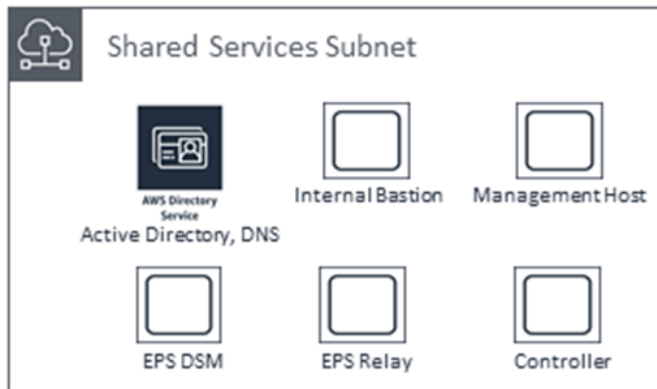 Shared Services Subnet
AWS Directory
Service
Active Directory, DNS
Internal Bastion
Management Host
EPS DSM
EPS Relay
Controller